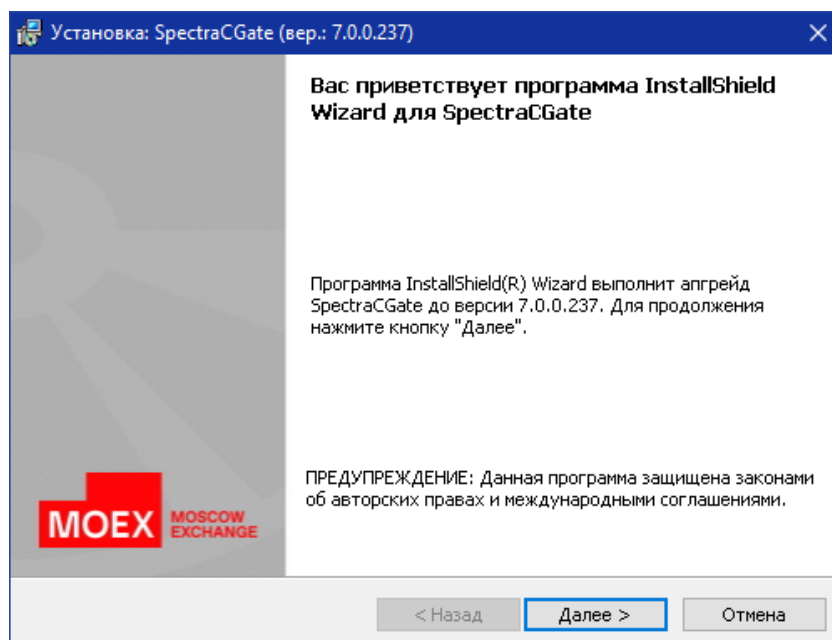 Установка: SpectraCGate (вер.: 7.0.0.237)
Вас приветствует программа InstallShield
Wizard для SpectraCGate
Программа InstallShield(R) Wizard выполнит апгрейд
SpectraCGate до версии 7.0.0.237. Для продолжения
нажмите кнопку "Далее".
ПРЕДУПРЕЖДЕНИЕ: Данная программа защищена законами
об авторских правах и международными соглашениями.
MOEX MOSCOW
EXCHANGE
< Назад Далее > Отмена